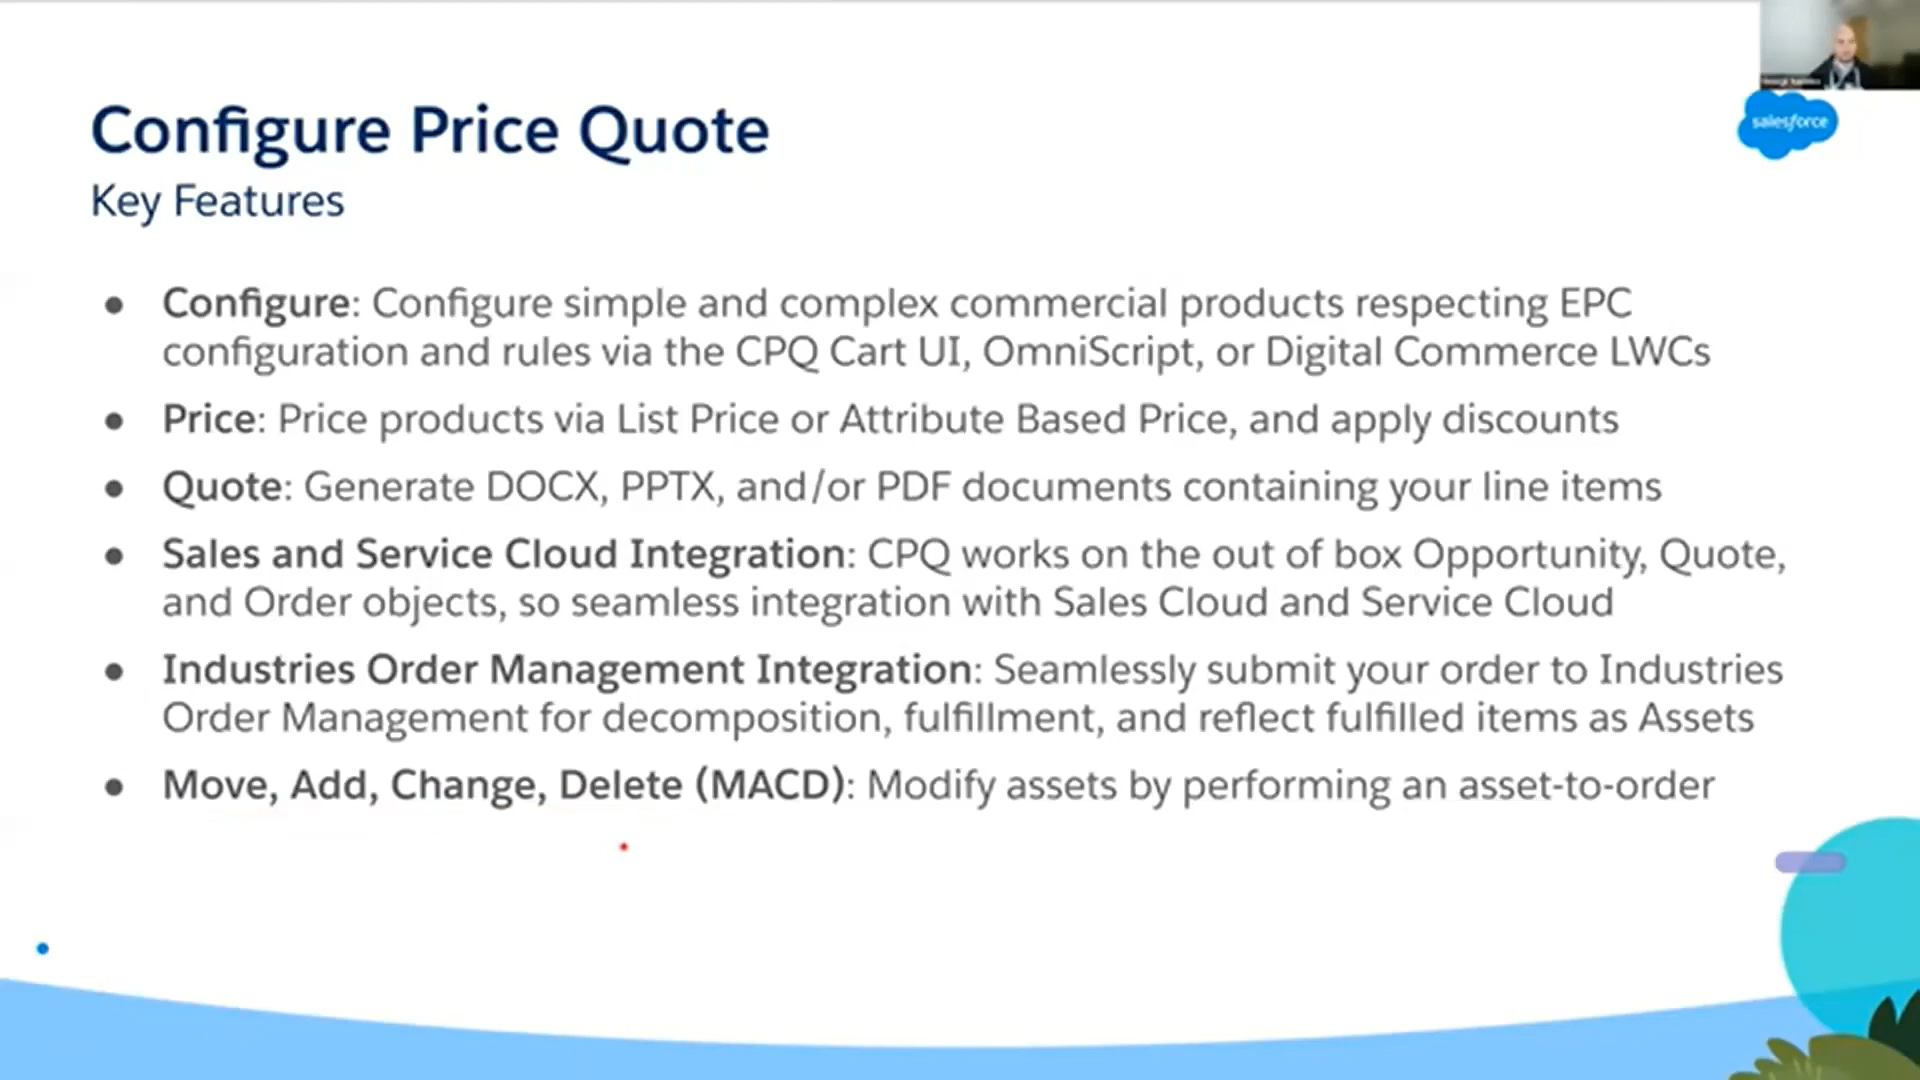 Configure Price Quote
salesforce
Key Features
Configure: Configure simple and complex commercial products respecting EPC
configuration and rules via the CPQ Cart UI, OmniScript, or Digital Commerce LWCs
Price: Price products via List Price or Attribute Based Price, and apply discounts
Quote: Generate DOCX, PPTX, and/or PDF documents containing your line items
Sales and Service Cloud Integration: CPQ works on the out of box Opportunity, Quote,
and Order objects, so seamless integration with Sales Cloud and Service Cloud
Industries Order Management Integration: Seamlessly submit your order to Industries
Order Management for decomposition, fulfillment, and reflect fulfilled items as Assets
Move, Add, Change, Delete (MACD): Modify assets by performing an asset-to-order